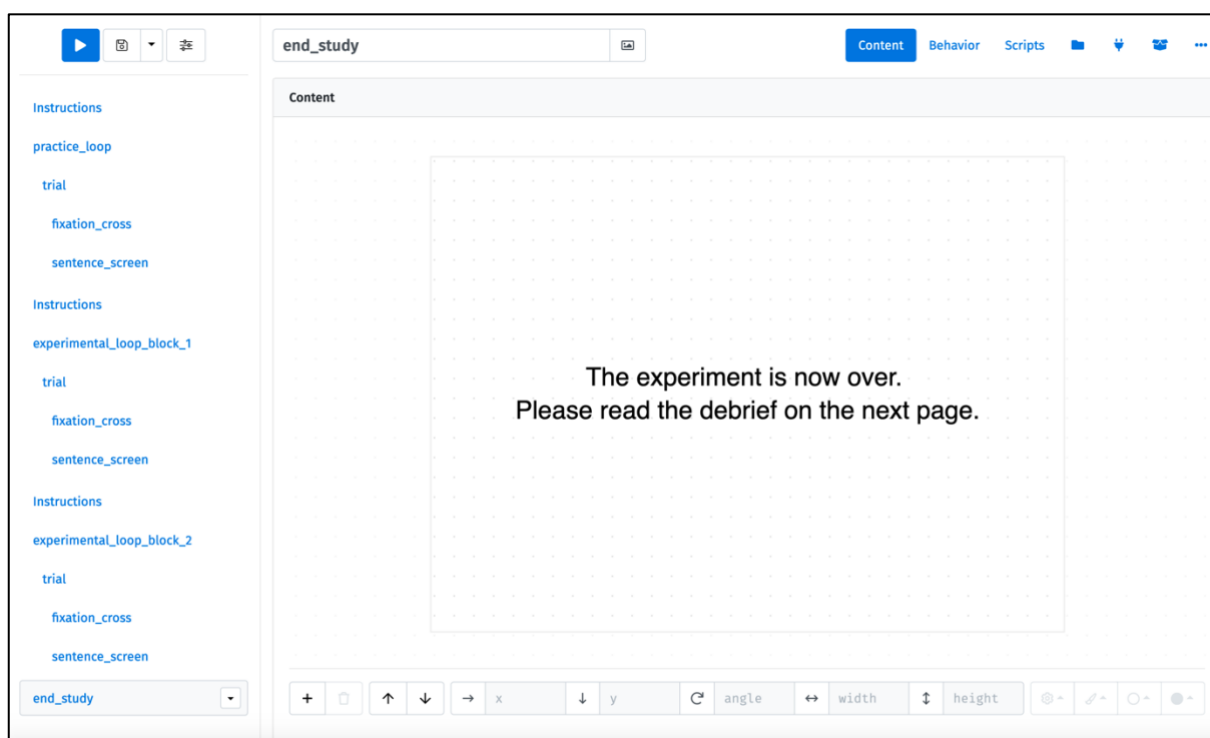 end_study
Content Behavior Scripts
Content
Instructions
practice_loop
trial
fixation_cross
sentence_screen
Instructions
experimental_loop_block_1
trial
fixation_cross
sentence_screen
Instructions
experimental_loop_block_2
trial
fixation_cross
sentence_screen
end_study
The experiment is now over.
Please read the debrief on the next page.
x y angle width height